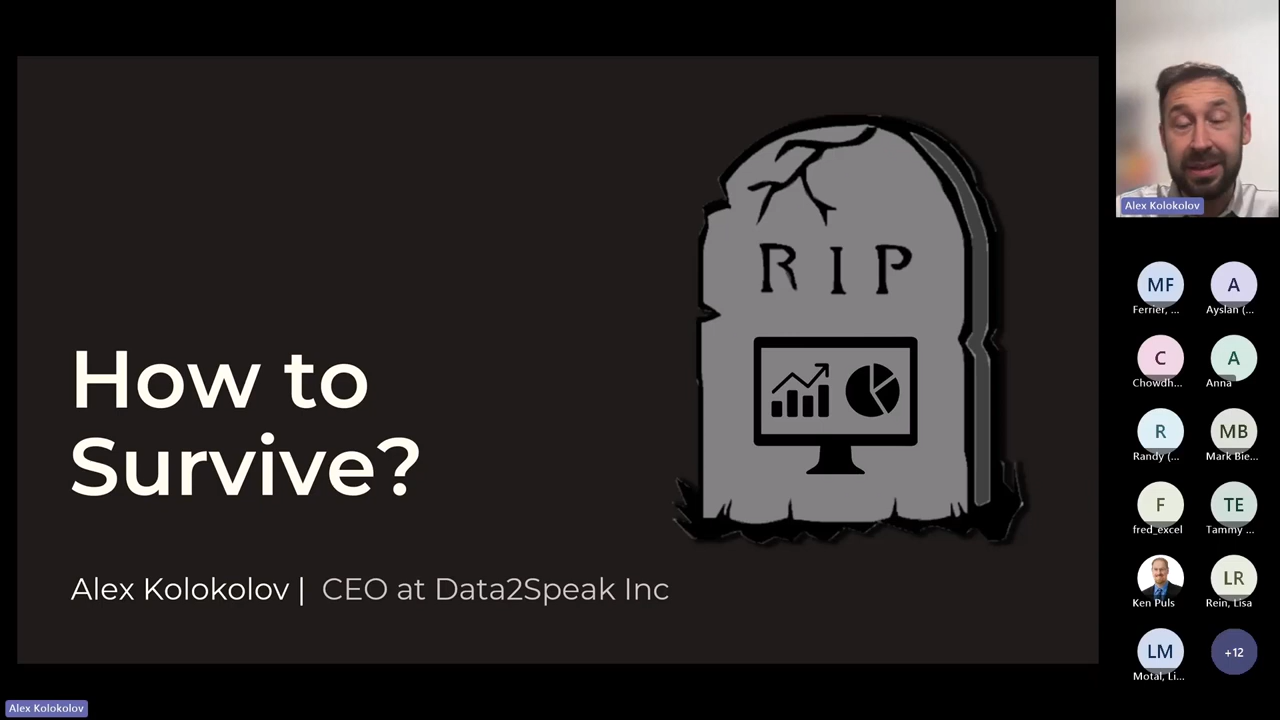 RIP
How to
Survive?
Alex Kolokolov | CEO at Data2Speak Inc
Alex Kolokolov
MF
Ferrier, ...
A
Ayslan (...
C
Chowdh...
A
Anna
R
Randy (...
MB
Mark Bie...
F
fred_excel
TE
Tammy ...
Ken Puls
LR
Rein, Lisa
LM
Motal, Li...
+12
Alex Kolokolov